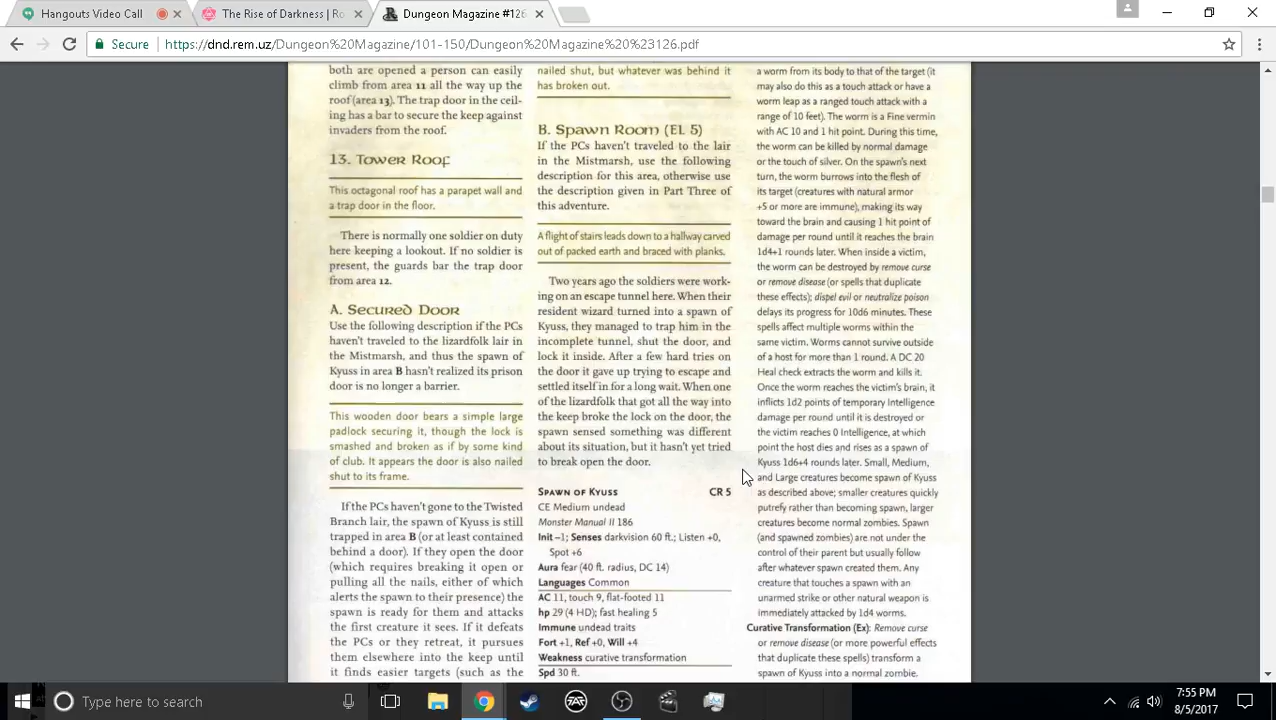 Hangouts Video Call
The Rise of Darkness | Ro
Dungeon Magazine #126
Secure
https://dnd.rem.uz/Dungeon%20Magazine/101-150/Dungeon%20Magazine%20%23126.pdf
both are opened a person can easily
climb from area 11 all the way up the
roof (area 13). The trap door in the ceil-
ing has a bar to secure the keep against
invaders from the roof.
13. Tower Roof
This octagonal roof has a parapet wall and
a trap door in the floor.
There is normally one soldier on duty
here keeping a lookout. If no soldier is
present, the guards bar the trap door
from area 12.
A. Secured Door
Use the following description if the PCs
haven't traveled to the lizardfolk lair in
the Mistmarsh, and thus the spawn of
Kyuss in area B hasn't realized its prison
door is no longer a barrier.
This wooden door bears a simple large
padlock securing it, though the lock is
smashed and broken as if by some kind
of club. It appears the door is also nailed
shut to its frame.
If the PCs haven't gone to the Twisted
Branch lair, the spawn of Kyuss is still
trapped in area B (or at least contained
behind a door). If they open the door
(which requires breaking it open or
pulling all the nails, either of which
alerts the spawn to their presence) the
spawn is ready for them and attacks
the first creature it sees. If it defeats
the PCs or they retreat, it pursues
them elsewhere into the keep until
it finds easier targets (such as the
nailed shut, but whatever was behind it
has broken out.
B. Spawn Room (EL 5)
If the PCs haven't traveled to the lair
in the Mistmarsh, use the following
description for this area, otherwise use
the description given in Part Three of
this adventure.
A flight of stairs leads down to a hallway carved
out of packed earth and braced with planks.
Two years ago the soldiers were work-
ing on an escape tunnel here. When their
resident wizard turned into a spawn of
Kyuss, they managed to trap him in the
incomplete tunnel, shut the door, and
lock it inside. After a few hard tries on
the door it gave up trying to escape and
settled itself in for a long wait. When one
of the lizardfolk that got all the way into
the keep broke the lock on the door, the
spawn sensed something was different
about its situation, but it hasn't yet tried
to break open the door.
Spawn of Kyuss CR 5
CE Medium undead
Monster Manual II 186
Init –1; Senses darkvision 60 ft.; Listen +0,
Spot +6
Aura fear (40 ft. radius, DC 14)
Languages Common
AC 11, touch 9, flat-footed 11
hp 29 (4 HD); fast healing 5
Immune undead traits
Fort +1, Ref +0, Will +4
Weakness curative transformation
Spd 30 ft.
a worm from its body to that of the target (it
may also do this as a touch attack or have a
worm leap as a ranged touch attack with a
range of 10 feet). The worm is a Fine vermin
with AC 10 and 1 hit point. During this time,
the worm can be killed by normal damage
or the touch of silver. On the spawn's next
turn, the worm burrows into the flesh of
its target (creatures with natural armor
+5 or more are immune), making its way
toward the brain and causing 1 hit point of
damage per round until it reaches the brain
1d4+1 rounds later. When inside a victim,
the worm can be destroyed by remove curse
or remove disease (or spells that duplicate
these effects); dispel evil or neutralize poison
delays its progress for 10d6 minutes. These
spells affect multiple worms within the
same victim. Worms cannot survive outside
of a host for more than 1 round. A DC 20
Heal check extracts the worm and kills it.
Once the worm reaches the victim's brain, it
inflicts 1d2 points of temporary Intelligence
damage per round until it is destroyed or
the victim reaches 0 Intelligence, at which
point the host dies and rises as a spawn of
Kyuss 1d6+4 rounds later. Small, Medium,
and Large creatures become spawn of Kyuss
as described above; smaller creatures quickly
putrefy rather than becoming spawn, larger
creatures become normal zombies. Spawn
(and spawned zombies) are not under the
control of their parent but usually follow
after whatever spawn created them. Any
creature that touches a spawn with an
unarmed strike or other natural weapon is
immediately attacked by 1d4 worms.
Curative Transformation (Ex): Remove curse
or remove disease (or more powerful effects
that duplicate these spells) transform a
spawn of Kyuss into a normal zombie.
Type here to search
7:55 PM
8/5/2017